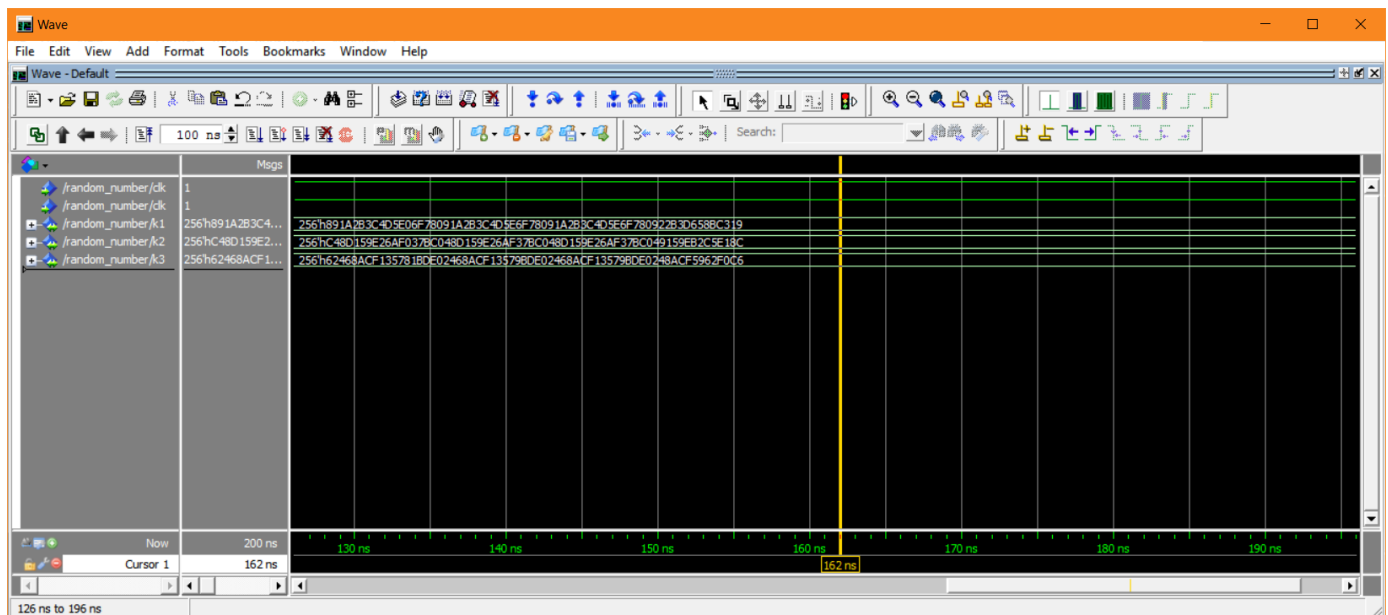 Wave
File Edit View Add Format Tools Bookmarks Window Help
Wave - Default
100 ns
Search:
Msgs
/random_number/clk 1
/random_number/clk 1
/random_number/k1 256'h891A2B3C4... 256'h891A2B3C4D5E06F78091A2B3C4D5E6F78091A2B3C4D5E6F780922B3D658BC319
/random_number/k2 256'hC48D159E2... 256'hC48D159E26AF037BC048D159E26AF37BC048D159E26AF37BC049159EB2C5E18C
/random_number/k3 256'h62468ACF1... 256'h62468ACF135781BDE02468ACF13579BDE02468ACF13579BDE0248ACF5962F0C6
Now 200 ns 130 ns 140 ns 150 ns 160 ns 170 ns 180 ns 190 ns
Cursor 1 162 ns 162 ns
126 ns to 196 ns